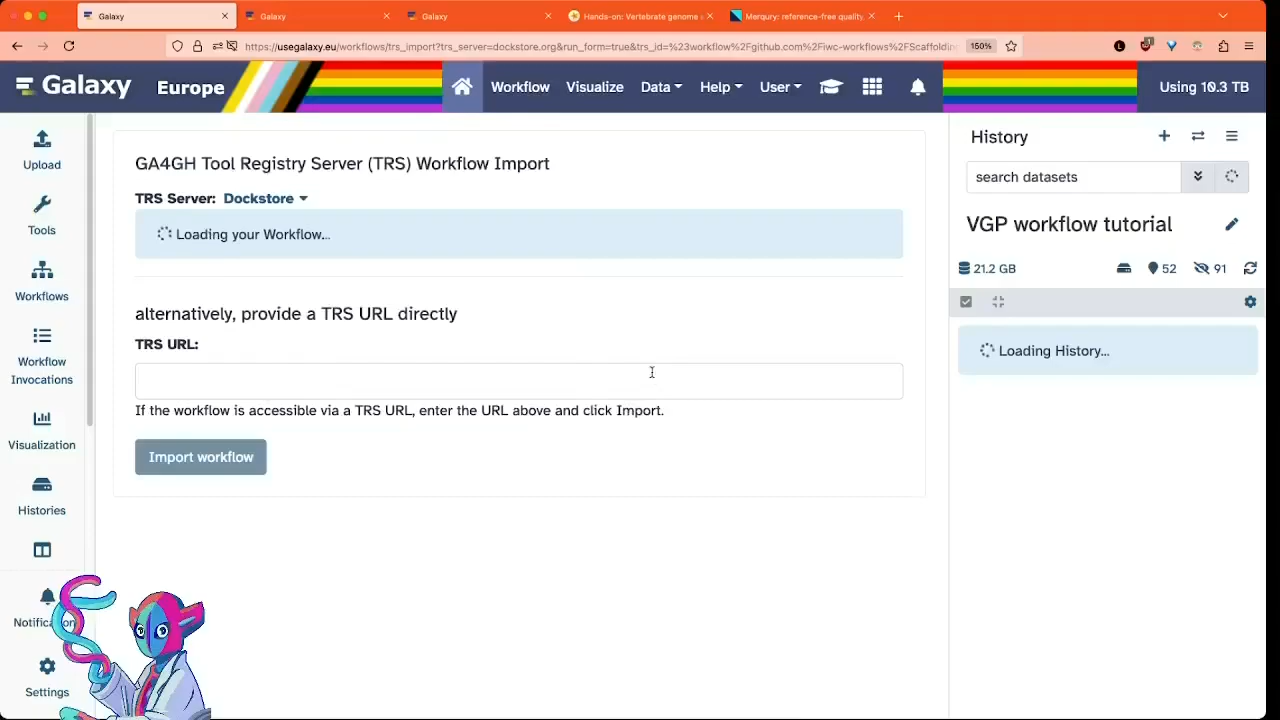 Galaxy
Galaxy
Galaxy
Hands-on: Vertebrate genome
Merqury: reference-free quality,
https://usegalaxy.eu/workflows/trs_import?trs_server=dockstore.org&run_form=true&trs_id=%23workflow%2Fgithub.com%2Fiwc-workflows%2FScaffoldin
150%
Galaxy Europe
Workflow Visualize Data Help User
Using 10.3 TB
Upload
Tools
Workflows
Workflow
Invocations
Visualization
Histories
Settings
GA4GH Tool Registry Server (TRS) Workflow Import
TRS Server: Dockstore
Loading your Workflow...
alternatively, provide a TRS URL directly
TRS URL:
If the workflow is accessible via a TRS URL, enter the URL above and click Import.
Import workflow
History
search datasets
VGP workflow tutorial
21.2 GB
52
91
Loading History...